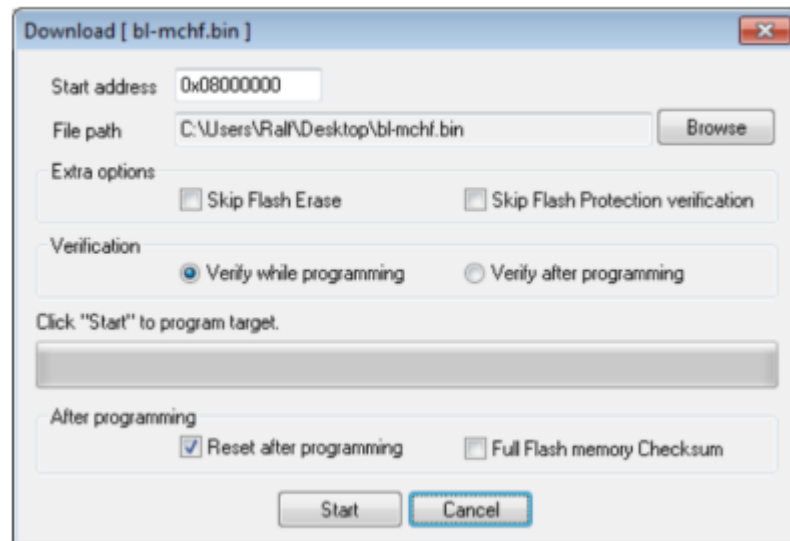 Download [ bl-mchf.bin ]
Start address 0x08000000
File path C:\Users\Ralf\Desktop\bl-mchf.bin Browse
Extra options
Skip Flash Erase Skip Flash Protection verification
Verification
Verify while programming Verify after programming
Click "Start" to program target.
After programming
Reset after programming Full Flash memory Checksum
Start Cancel